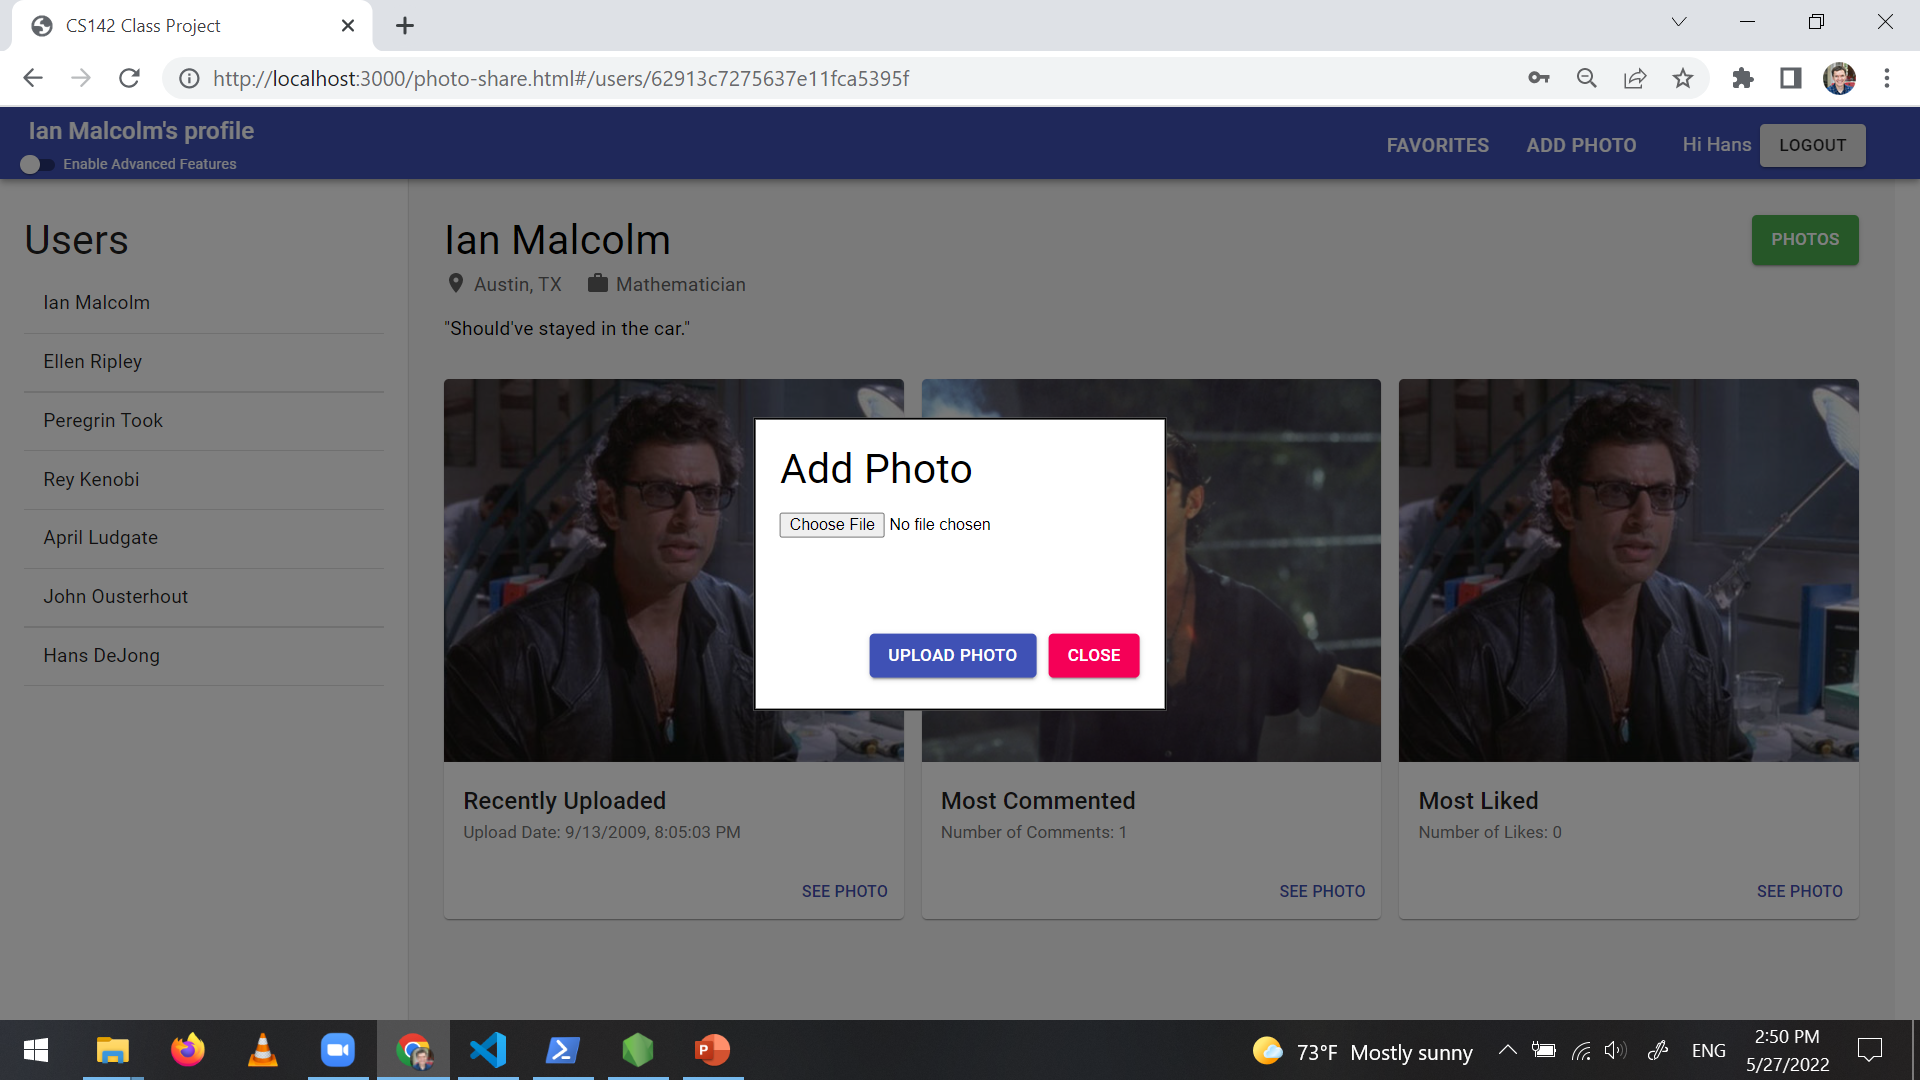 CS142 Class Project
http://localhost:3000/photo-share.html#/users/62913c7275637e11fca5395f
Ian Malcolm's profile
Enable Advanced Features
FAVORITES
ADD PHOTO
Hi Hans
LOGOUT
Users
Ian Malcolm
Ellen Ripley
Peregrin Took
Rey Kenobi
April Ludgate
John Ousterhout
Hans DeJong
Ian Malcolm
PHOTOS
Austin, TX
Mathematician
"Should've stayed in the car."
Add Photo
Choose File No file chosen
UPLOAD PHOTO
CLOSE
Recently Uploaded
Upload Date: 9/13/2009, 8:05:03 PM
SEE PHOTO
Most Commented
Number of Comments: 1
SEE PHOTO
Most Liked
Number of Likes: 0
SEE PHOTO
73°F Mostly sunny
ENG
2:50 PM
5/27/2022